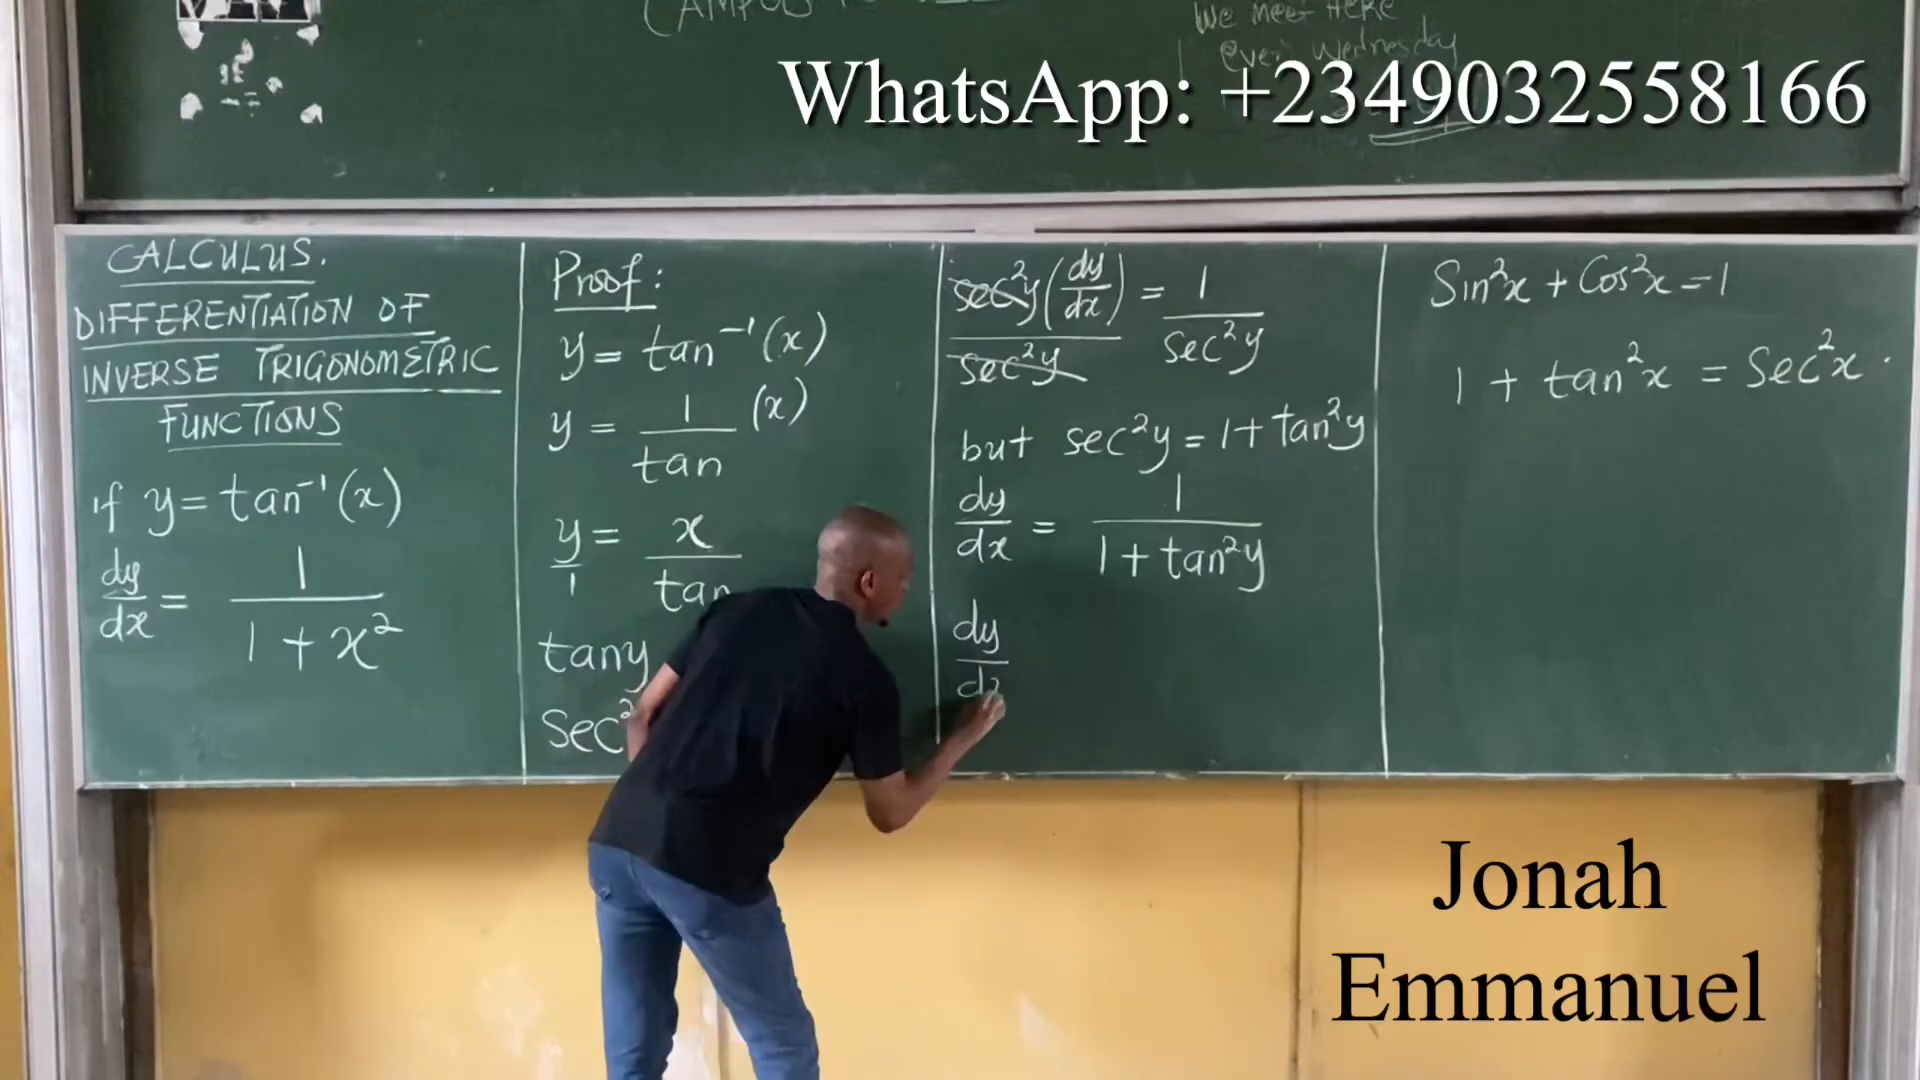 We meet HERE
every Wednesday
WhatsApp: +2349032558166
CALCULUS.
DIFFERENTIATION OF
INVERSE TRIGONOMETRIC
FUNCTIONS
if y = tan⁻¹(x)
dy/dx = 1/(1 + x²)
Proof:
y = tan⁻¹(x)
y = 1/tan (x)
y/1 = x/tan
tany
Sec²
sec²y(dy/dx)/sec²y = 1/sec²y
but sec²y = 1 + tan²y
dy/dx = 1/(1 + tan²y)
dy/dx
Sin²x + Cos²x = 1
1 + tan²x = Sec²x.
Jonah
Emmanuel